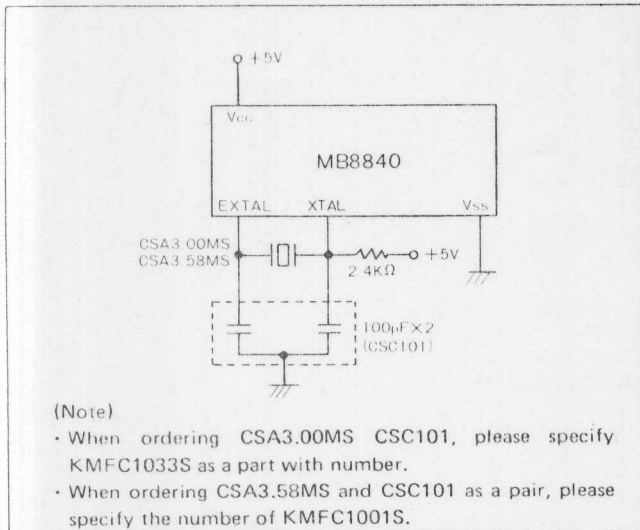 +5V
Vcc
MB8840
EXTAL XTAL Vss
CSA3.00MS
CSA3.58MS
+5V
2.4KΩ
100pF×2
(CSC101)
(Note)
· When ordering CSA3.00MS CSC101, please specify
KMFC1033S as a part with number.
· When ordering CSA3.58MS and CSC101 as a pair, please
specify the number of KMFC1001S.